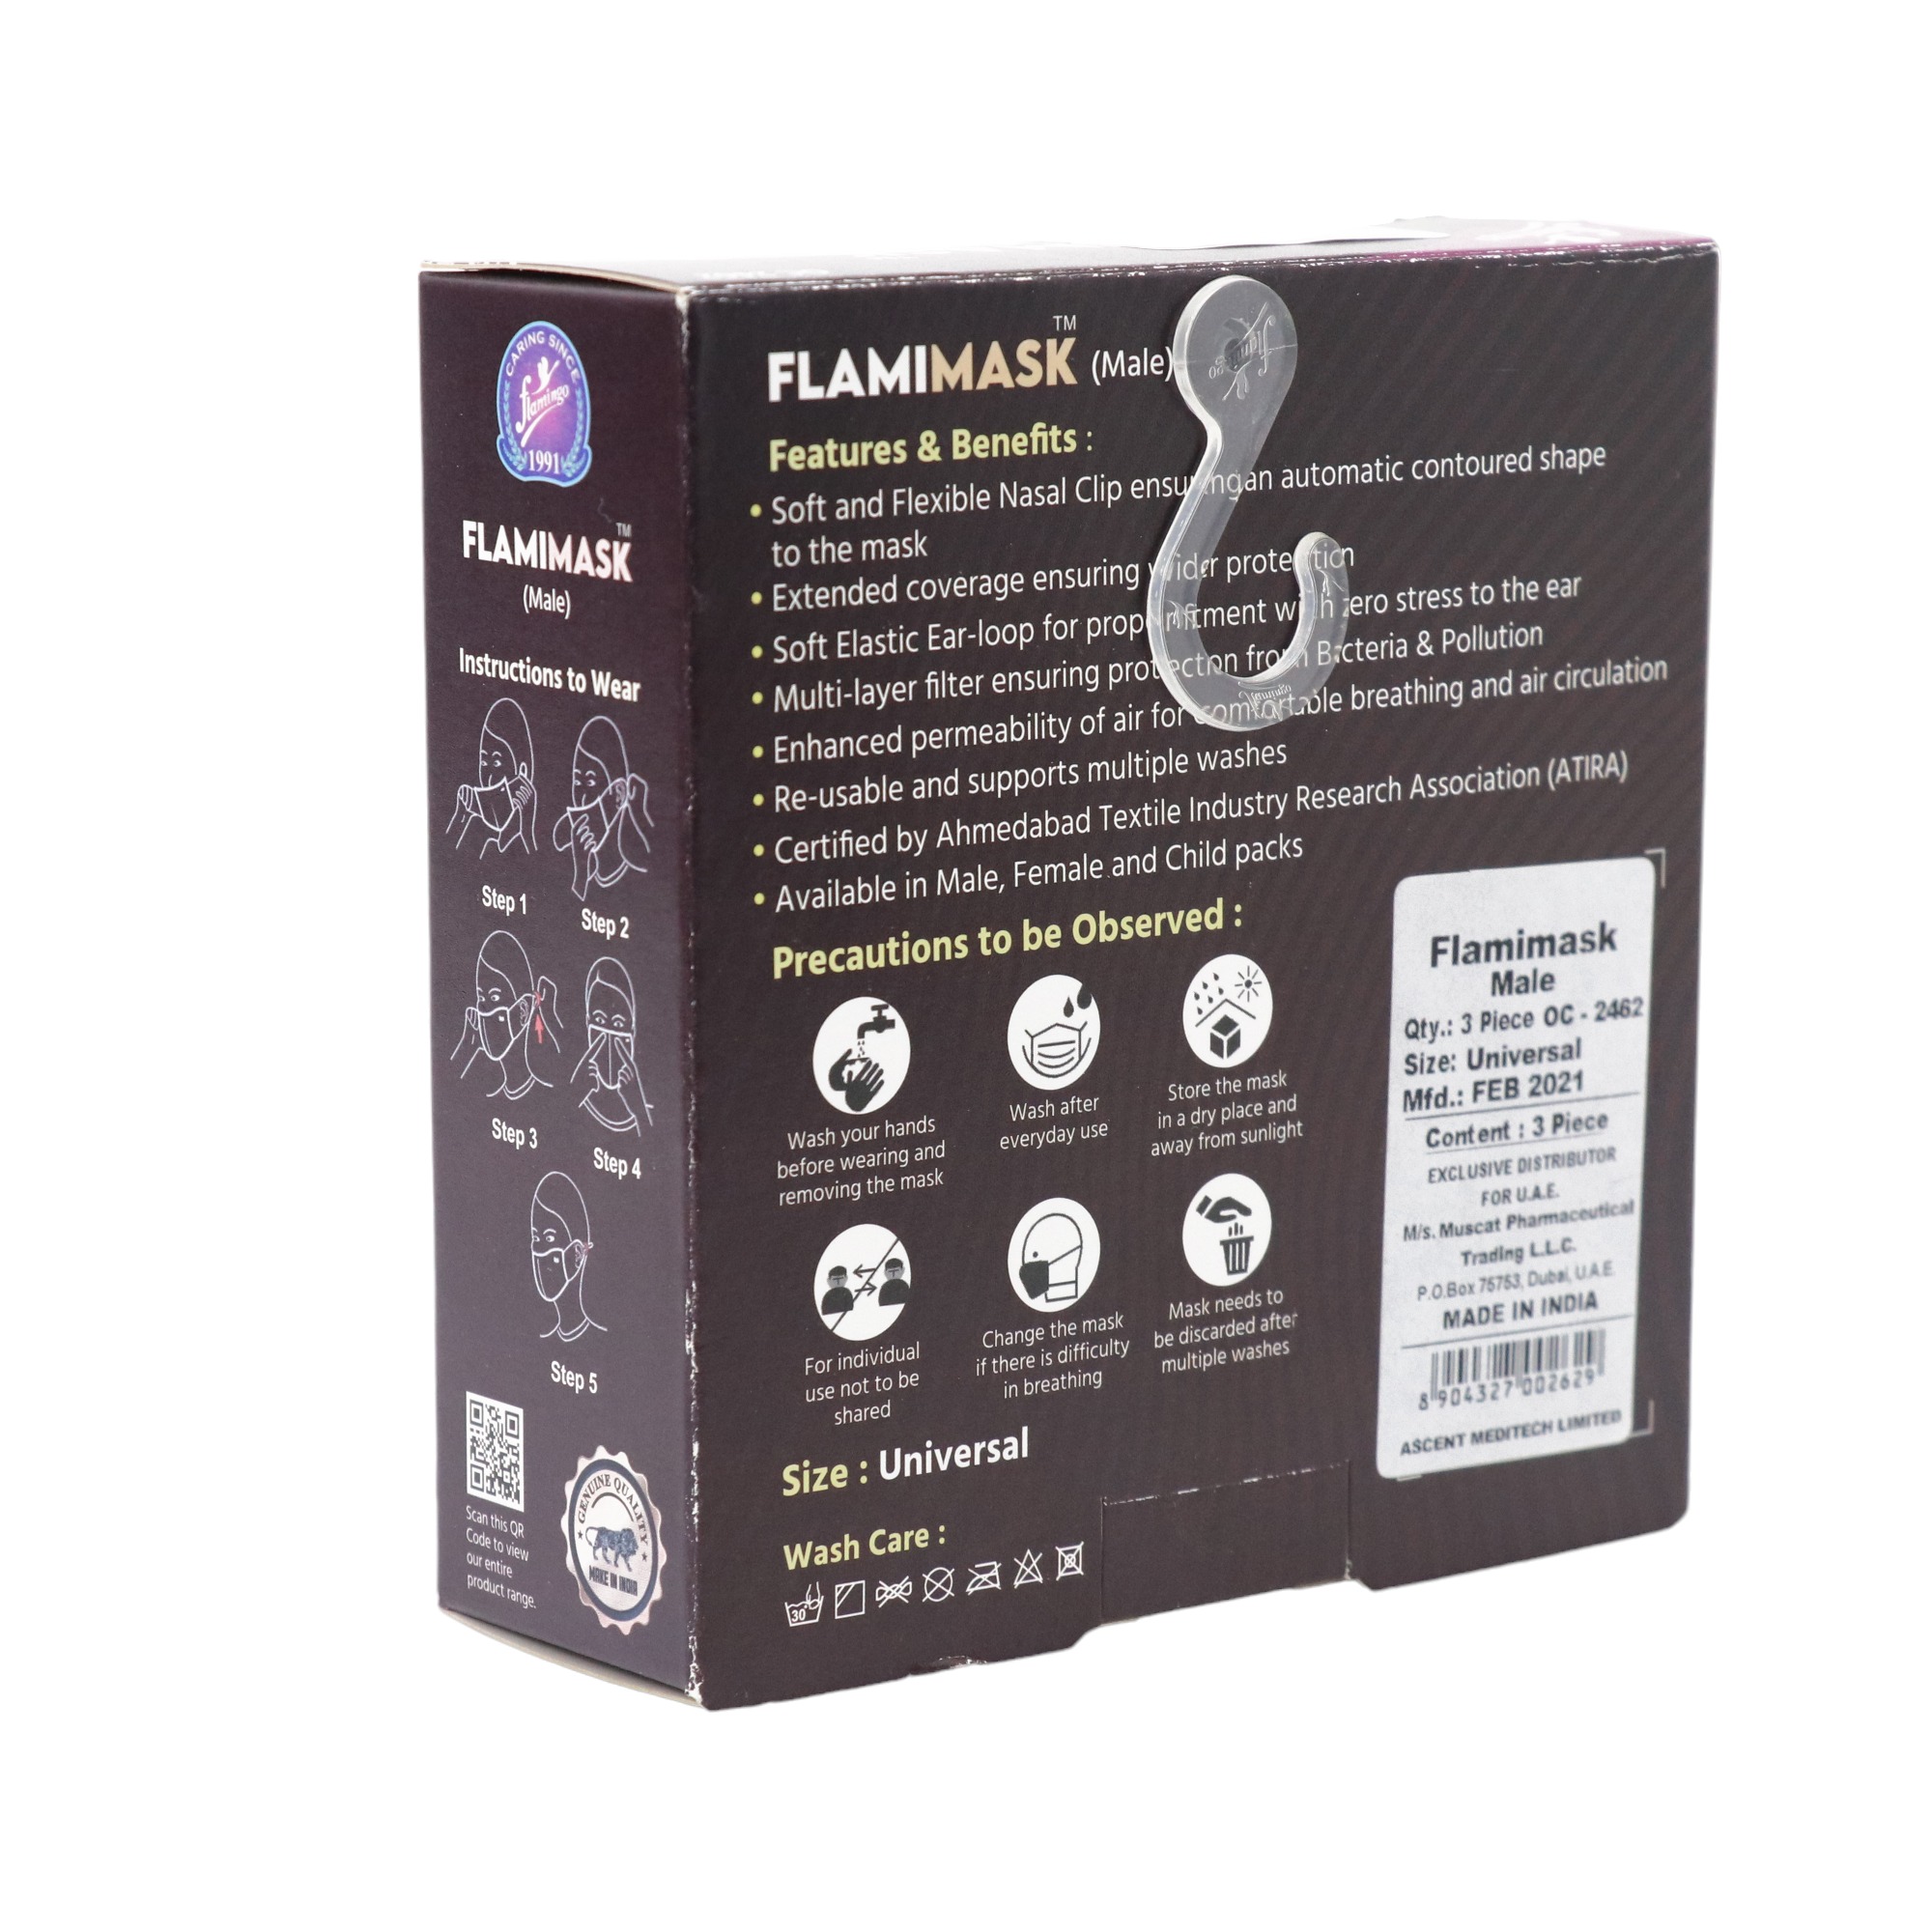 CARING SINCE
flamingo
1991
FLAMIMASK TM
(Male)
Instructions to Wear
Step 1
Step 2
Step 3
Step 4
Step 5
Scan this QR
Code to view
our entire
product range.
GENUINE QUALITY
MAKE IN INDIA
FLAMIMASK TM (Male)
Features & Benefits :
• Soft and Flexible Nasal Clip ensuringan automatic contoured shape
to the mask
• Extended coverage ensuring wider protection
• Soft Elastic Ear-loop for proper fitment with zero stress to the ear
• Multi-layer filter ensuring protection from Bacteria & Pollution
• Enhanced permeability of air for comfortable breathing and air circulation
• Re-usable and supports multiple washes
• Certified by Ahmedabad Textile Industry Research Association (ATIRA)
• Available in Male, Female and Child packs
Precautions to be Observed :
Wash your hands
before wearing and
removing the mask
Wash after
everyday use
Store the mask
in a dry place and
away from sunlight
For individual
use not to be
shared
Change the mask
if there is difficulty
in breathing
Mask needs to
be discarded after
multiple washes
Size : Universal
Wash Care :
30°
Flamimask
Male
Qty.: 3 Piece OC - 2462
Size: Universal
Mfd.: FEB 2021
Content : 3 Piece
EXCLUSIVE DISTRIBUTOR
FOR U.A.E.
M/s. Muscat Pharmaceutical
Trading L.L.C.
P.O.Box 75753, Dubai, U.A.E.
MADE IN INDIA
8 904327 002629
ASCENT MEDITECH LIMITED